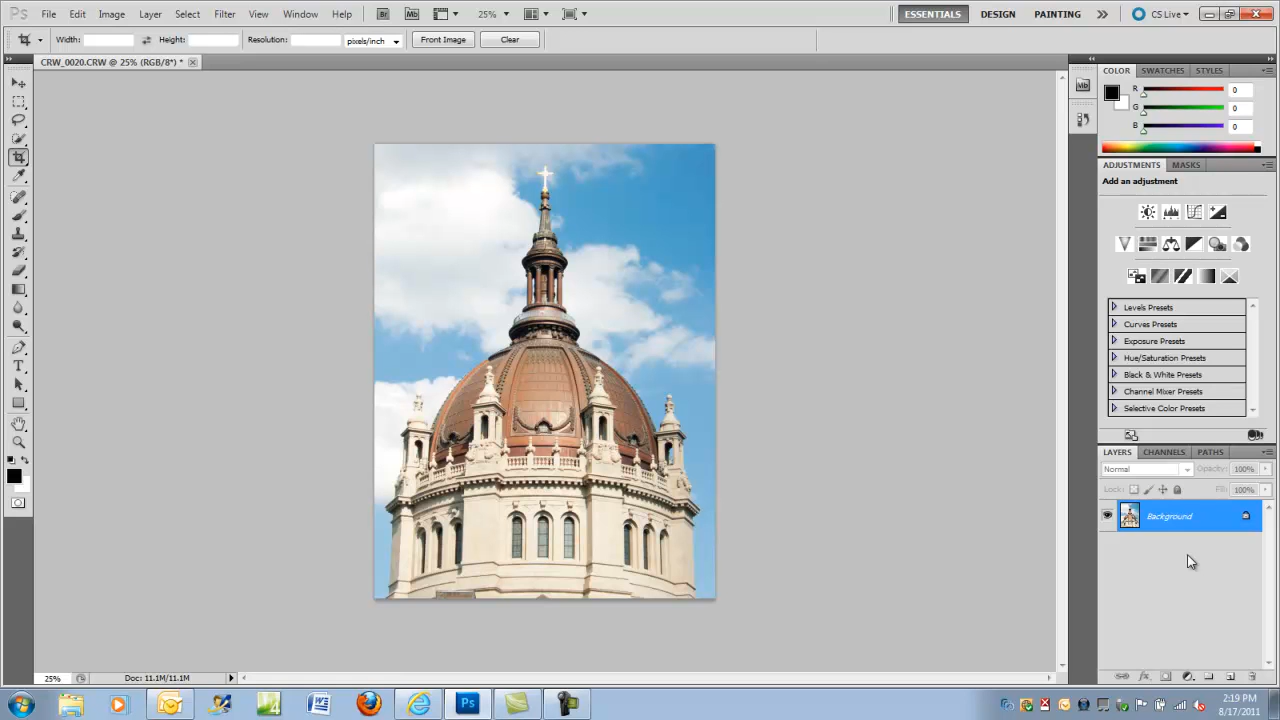 Ps File Edit Image Layer Select Filter View Window Help Br Mb 25% ESSENTIALS DESIGN PAINTING CS Live
Width: Height: Resolution: pixels/inch Front Image Clear
CRW_0020.CRW @ 25% (RGB/8*) *
Mb
COLOR SWATCHES STYLES
R 0
G 0
B 0
ADJUSTMENTS MASKS
Add an adjustment
Levels Presets
Curves Presets
Exposure Presets
Hue/Saturation Presets
Black & White Presets
Channel Mixer Presets
Selective Color Presets
LAYERS CHANNELS PATHS
Normal Opacity: 100%
Lock: Fill: 100%
Background
25% Doc: 11.1M/11.1M
Ps
2:19 PM
8/17/2011